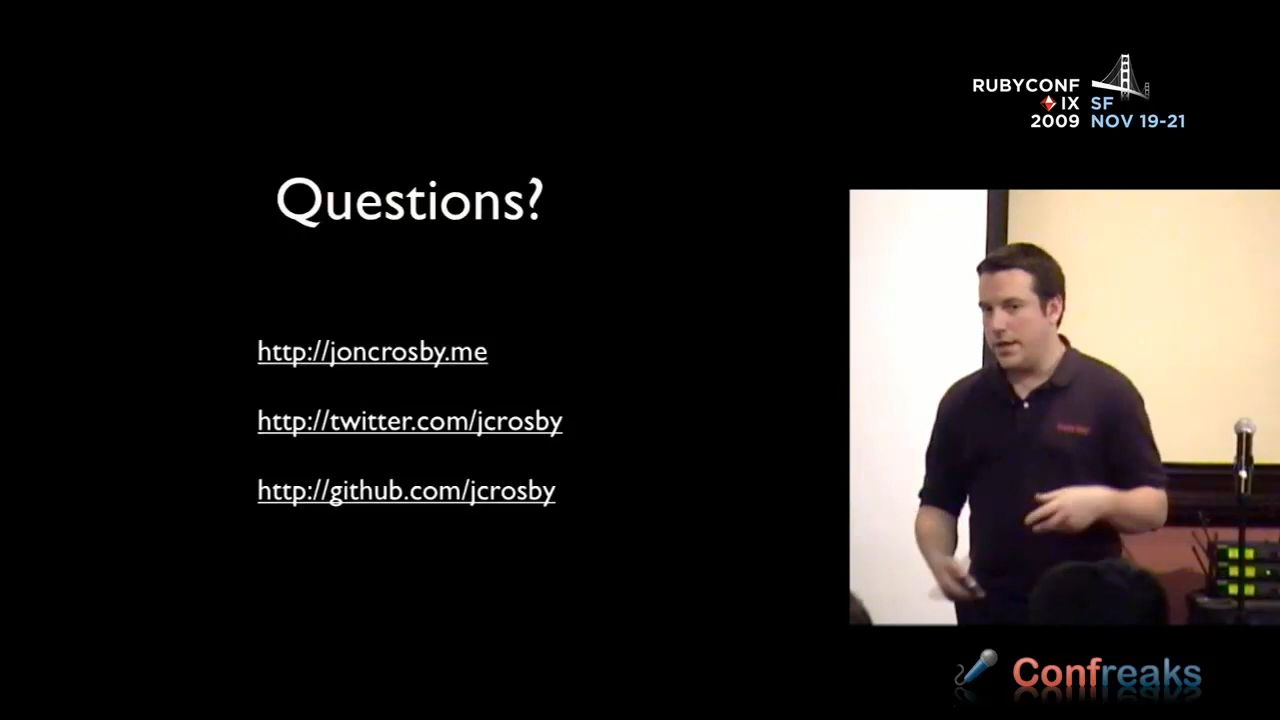 RUBYCONF
IX SF
2009 NOV 19-21
Questions?
http://joncrosby.me
http://twitter.com/jcrosby
http://github.com/jcrosby
Confreaks